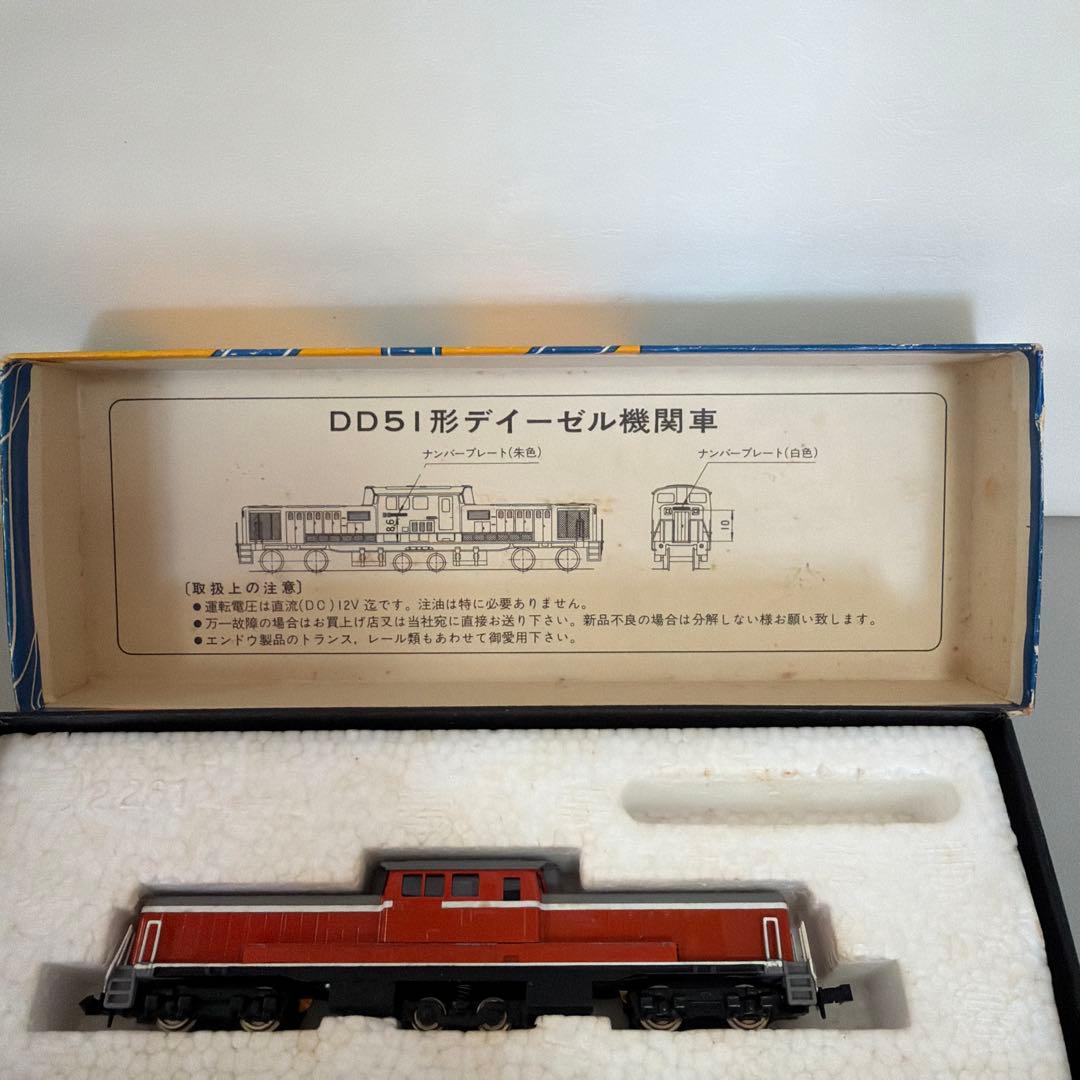 DD51形デイーゼル機関車
ナンバープレート(朱色)
ナンバープレート(白色)
8.6
10
〔取扱上の注意〕
●運転電圧は直流(DC)12V迄です。注油は特に必要ありません。
●万一故障の場合はお買上げ店又は当社宛に直接お送り下さい。新品不良の場合は分解しない様お願い致します。
●エンドウ製品のトランス,レール類もあわせて御愛用下さい。